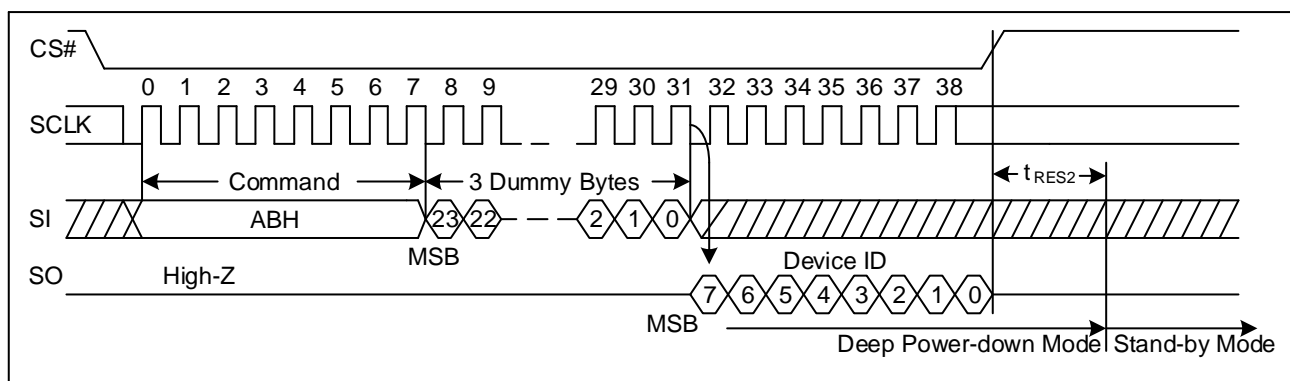 CS#
0 1 2 3 4 5 6 7 8 9 29 30 31 32 33 34 35 36 37 38
SCLK
Command 3 Dummy Bytes tRES2
SI ABH 23 22 2 1 0
MSB Device ID
SO High-Z 7 6 5 4 3 2 1 0
MSB
Deep Power-down Mode Stand-by Mode